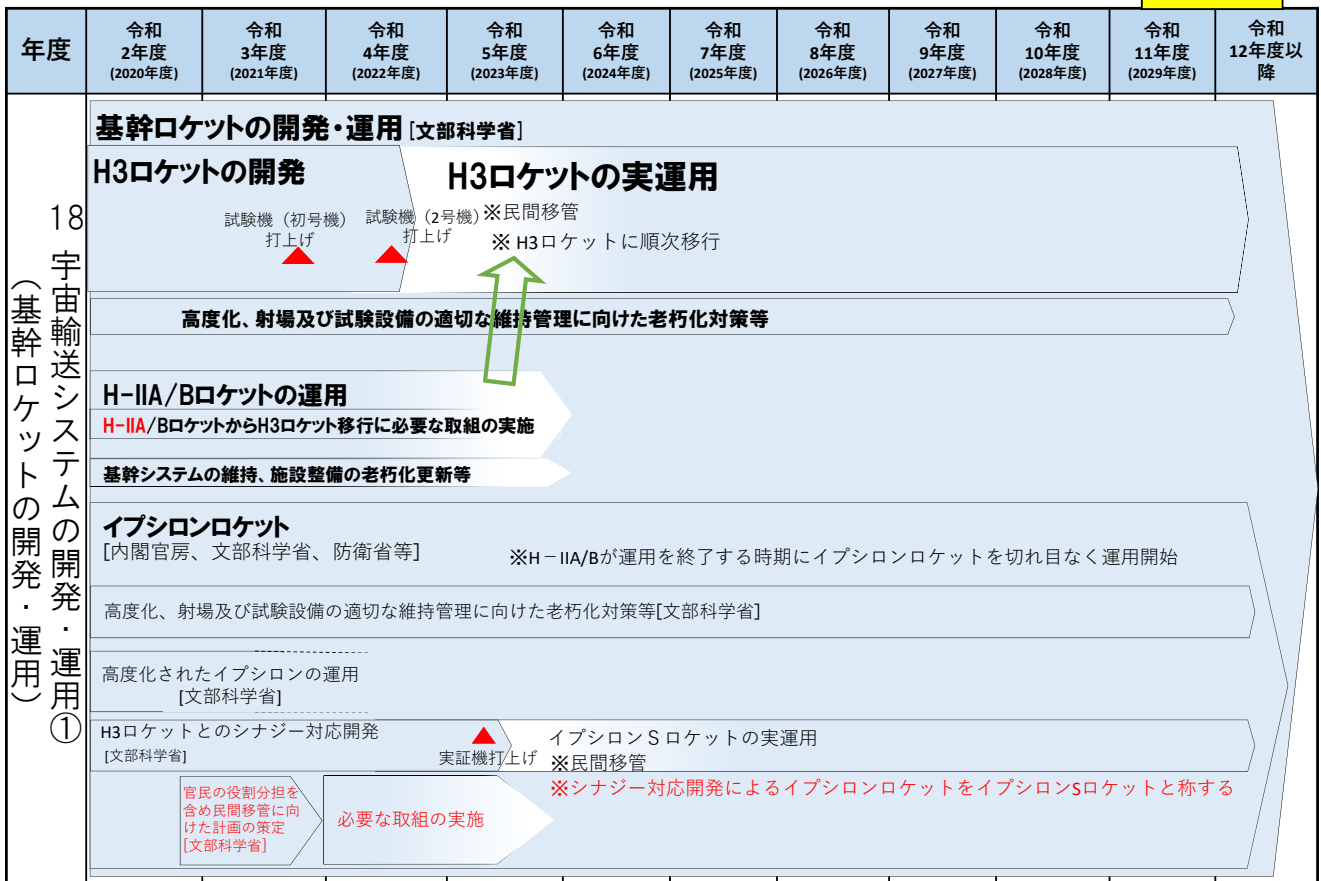 年度
令和
2年度
(2020年度)
令和
3年度
(2021年度)
令和
4年度
(2022年度)
令和
5年度
(2023年度)
令和
6年度
(2024年度)
令和
7年度
(2025年度)
令和
8年度
(2026年度)
令和
9年度
(2027年度)
令和
10年度
(2028年度)
令和
11年度
(2029年度)
令和
12年度以
降
18 宇宙輸送システムの開発・運用①
（基幹ロケットの開発・運用）
基幹ロケットの開発・運用 [文部科学省]
H3ロケットの開発
H3ロケットの実運用
試験機（初号機）
打上げ
試験機（2号機）
打上げ
※民間移管
※ H3ロケットに順次移行
高度化、射場及び試験設備の適切な維持管理に向けた老朽化対策等
H-IIA/Bロケットの運用
H-IIA/BロケットからH3ロケット移行に必要な取組の実施
基幹システムの維持、施設整備の老朽化更新等
イプシロンロケット
[内閣官房、文部科学省、防衛省等]
※H－IIA/Bが運用を終了する時期にイプシロンロケットを切れ目なく運用開始
高度化、射場及び試験設備の適切な維持管理に向けた老朽化対策等[文部科学省]
高度化されたイプシロンの運用
[文部科学省]
H3ロケットとのシナジー対応開発
[文部科学省]
実証機打上げ
イプシロンＳロケットの実運用
※民間移管
※シナジー対応開発によるイプシロンロケットをイプシロンSロケットと称する
官民の役割分担を
含め民間移管に向
けた計画の策定
[文部科学省]
必要な取組の実施